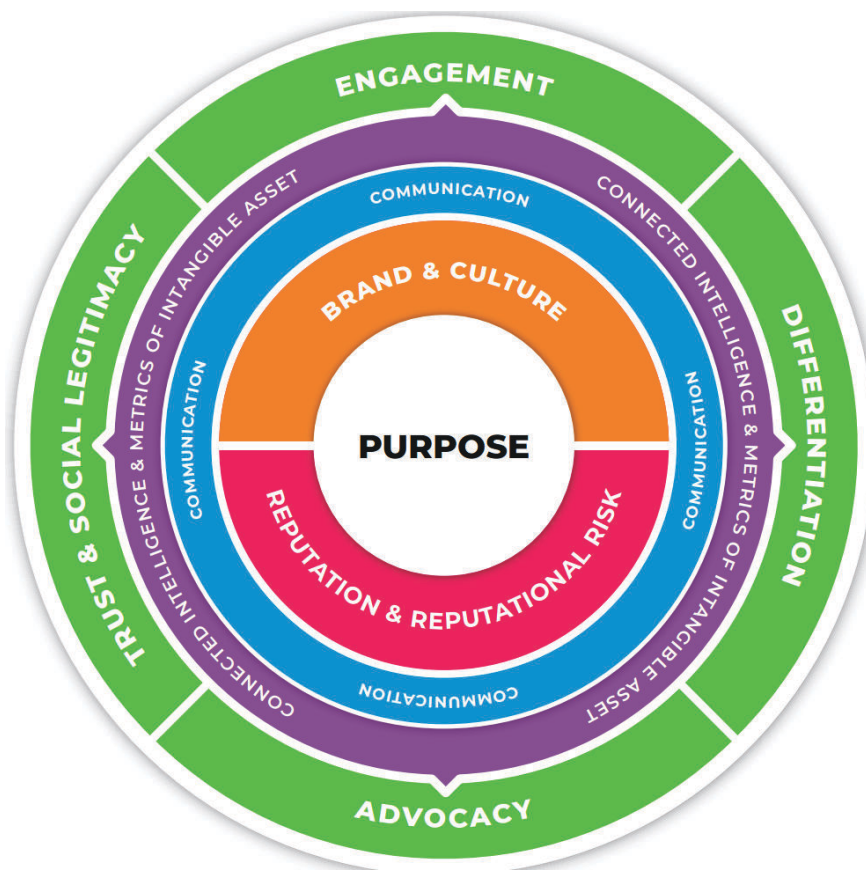 ENGAGEMENT
CONNECTED INTELLIGENCE & METRICS OF INTANGIBLE ASSET
CONNECTED INTELLIGENCE & METRICS OF INTANGIBLE ASSET
COMMUNICATION
BRAND & CULTURE
TRUST & SOCIAL LEGITIMACY
COMMUNICATION
PURPOSE
COMMUNICATION
DIFFERENTIATION
REPUTATION & REPUTATIONAL RISK
COMMUNICATION
ADVOCACY